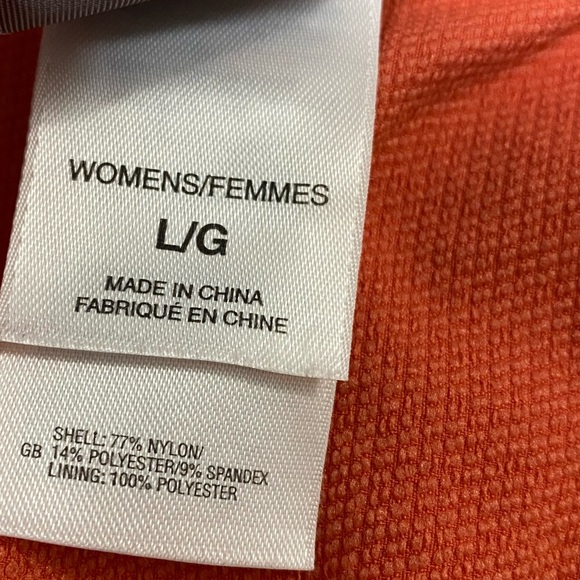 WOMENS/FEMMES
L/G
MADE IN CHINA
FABRIQUÉ EN CHINE
SHELL: 77% NYLON/
GB 14% POLYESTER/9% SPANDEX
LINING: 100% POLYESTER